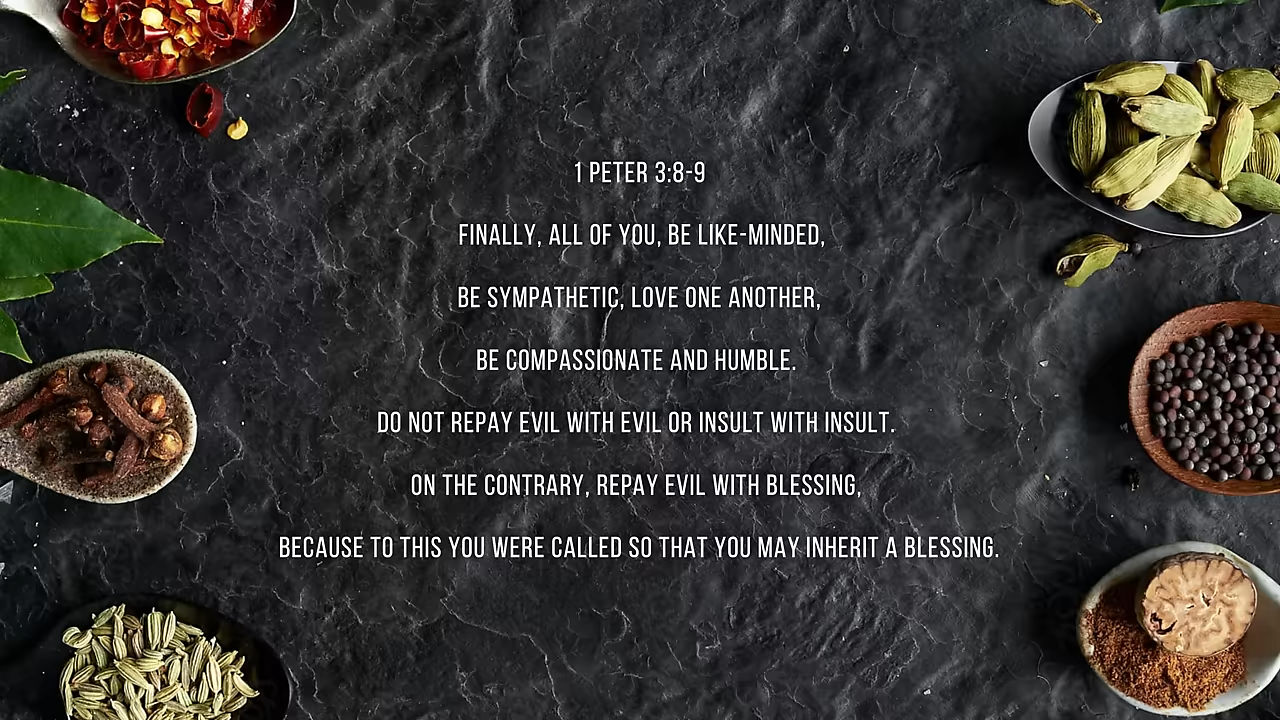 1 PETER 3:8-9
FINALLY, ALL OF YOU, BE LIKE-MINDED,
BE SYMPATHETIC, LOVE ONE ANOTHER,
BE COMPASSIONATE AND HUMBLE.
DO NOT REPAY EVIL WITH EVIL OR INSULT WITH INSULT.
ON THE CONTRARY, REPAY EVIL WITH BLESSING,
BECAUSE TO THIS YOU WERE CALLED SO THAT YOU MAY INHERIT A BLESSING.